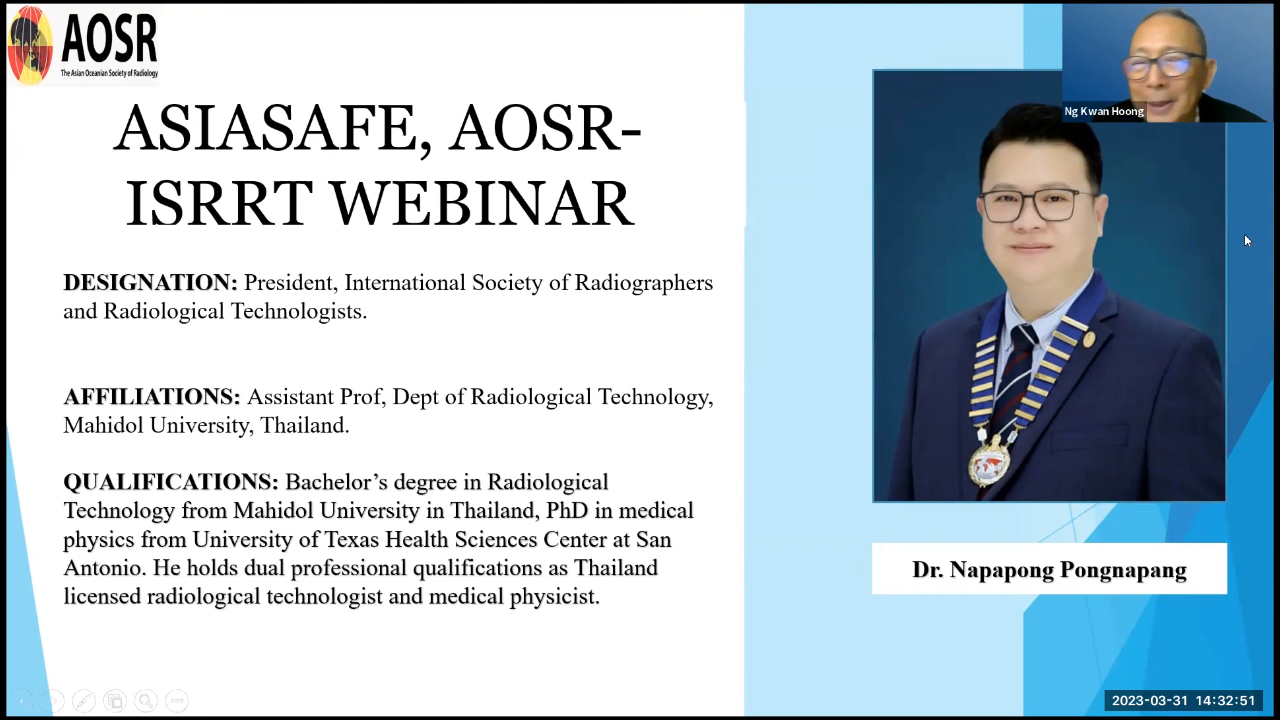 AOSR
The Asian Oceanian Society of Radiology
ASIASAFE, AOSR-
ISRRT WEBINAR
DESIGNATION: President, International Society of Radiographers
and Radiological Technologists.
AFFILIATIONS: Assistant Prof, Dept of Radiological Technology,
Mahidol University, Thailand.
QUALIFICATIONS: Bachelor’s degree in Radiological
Technology from Mahidol University in Thailand, PhD in medical
physics from University of Texas Health Sciences Center at San
Antonio. He holds dual professional qualifications as Thailand
licensed radiological technologist and medical physicist.
Ng Kwan Hoong
Dr. Napapong Pongnapang
2023-03-31 14:32:51